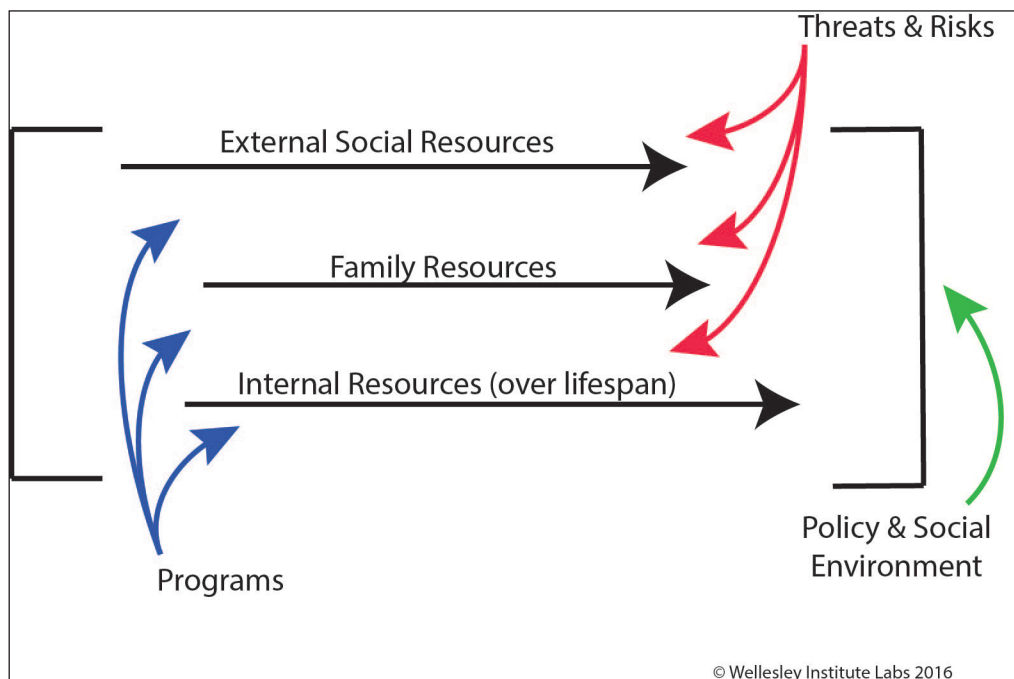 Threats & Risks
External Social Resources
Family Resources
Internal Resources (over lifespan)
Policy & Social
Environment
Programs
© Wellesley Institute Labs 2016